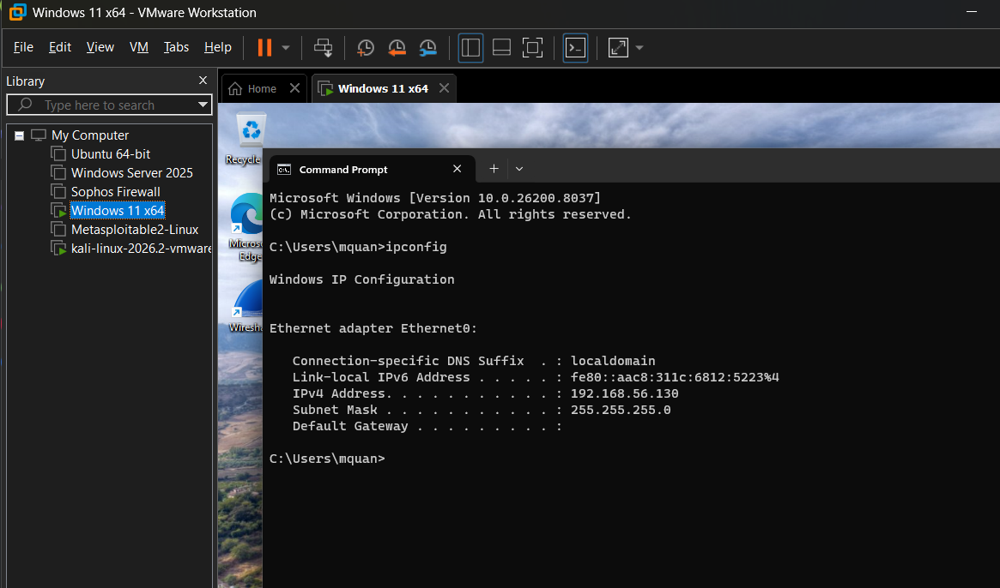 Windows 11 x64 - VMware Workstation
File Edit View VM Tabs Help
Library
Type here to search
My Computer
Ubuntu 64-bit
Windows Server 2025
Sophos Firewall
Windows 11 x64
Metasploitable2-Linux
kali-linux-2026.2-vmware
Home
Windows 11 x64
Recycle
Microso
Edge
Wiresha
Command Prompt
Microsoft Windows [Version 10.0.26200.8037]
(c) Microsoft Corporation. All rights reserved.
C:\Users\mquan>ipconfig
Windows IP Configuration
Ethernet adapter Ethernet0:
Connection-specific DNS Suffix . : localdomain
Link-local IPv6 Address . . . . . : fe80::aac8:311c:6812:5223%4
IPv4 Address. . . . . . . . . . . : 192.168.56.130
Subnet Mask . . . . . . . . . . . : 255.255.255.0
Default Gateway . . . . . . . . . :
C:\Users\mquan>